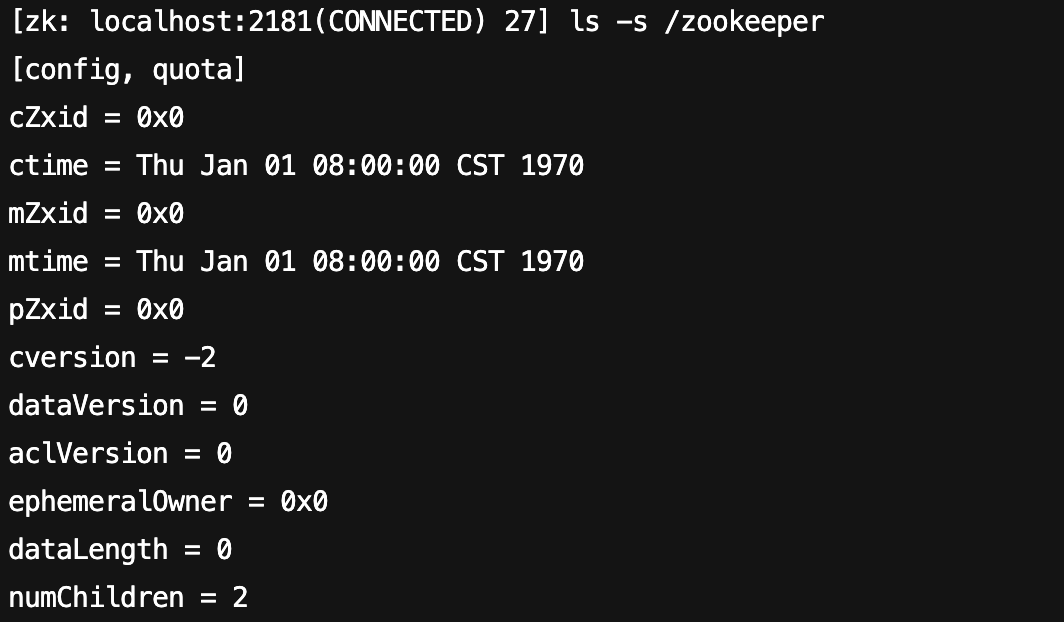 [zk: localhost:2181(CONNECTED) 27] ls -s /zookeeper
[config, quota]
cZxid = 0x0
ctime = Thu Jan 01 08:00:00 CST 1970
mZxid = 0x0
mtime = Thu Jan 01 08:00:00 CST 1970
pZxid = 0x0
cversion = -2
dataVersion = 0
aclVersion = 0
ephemeralOwner = 0x0
dataLength = 0
numChildren = 2